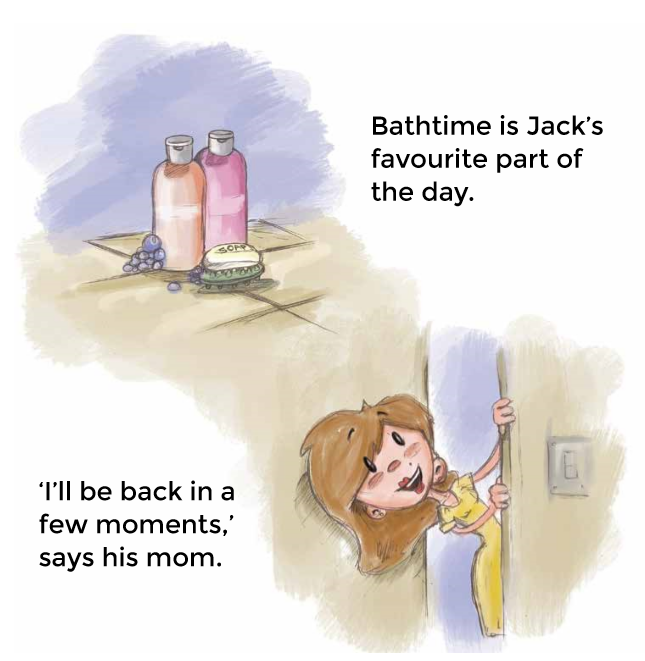 Bathtime is Jack’s
favourite part of
the day.
SOAP
‘I’ll be back in a
few moments,’
says his mom.